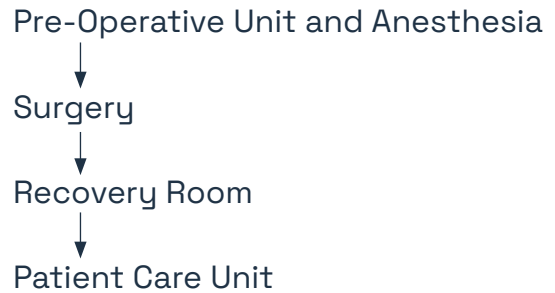 Pre-Operative Unit and Anesthesia
Surgery
Recovery Room
Patient Care Unit